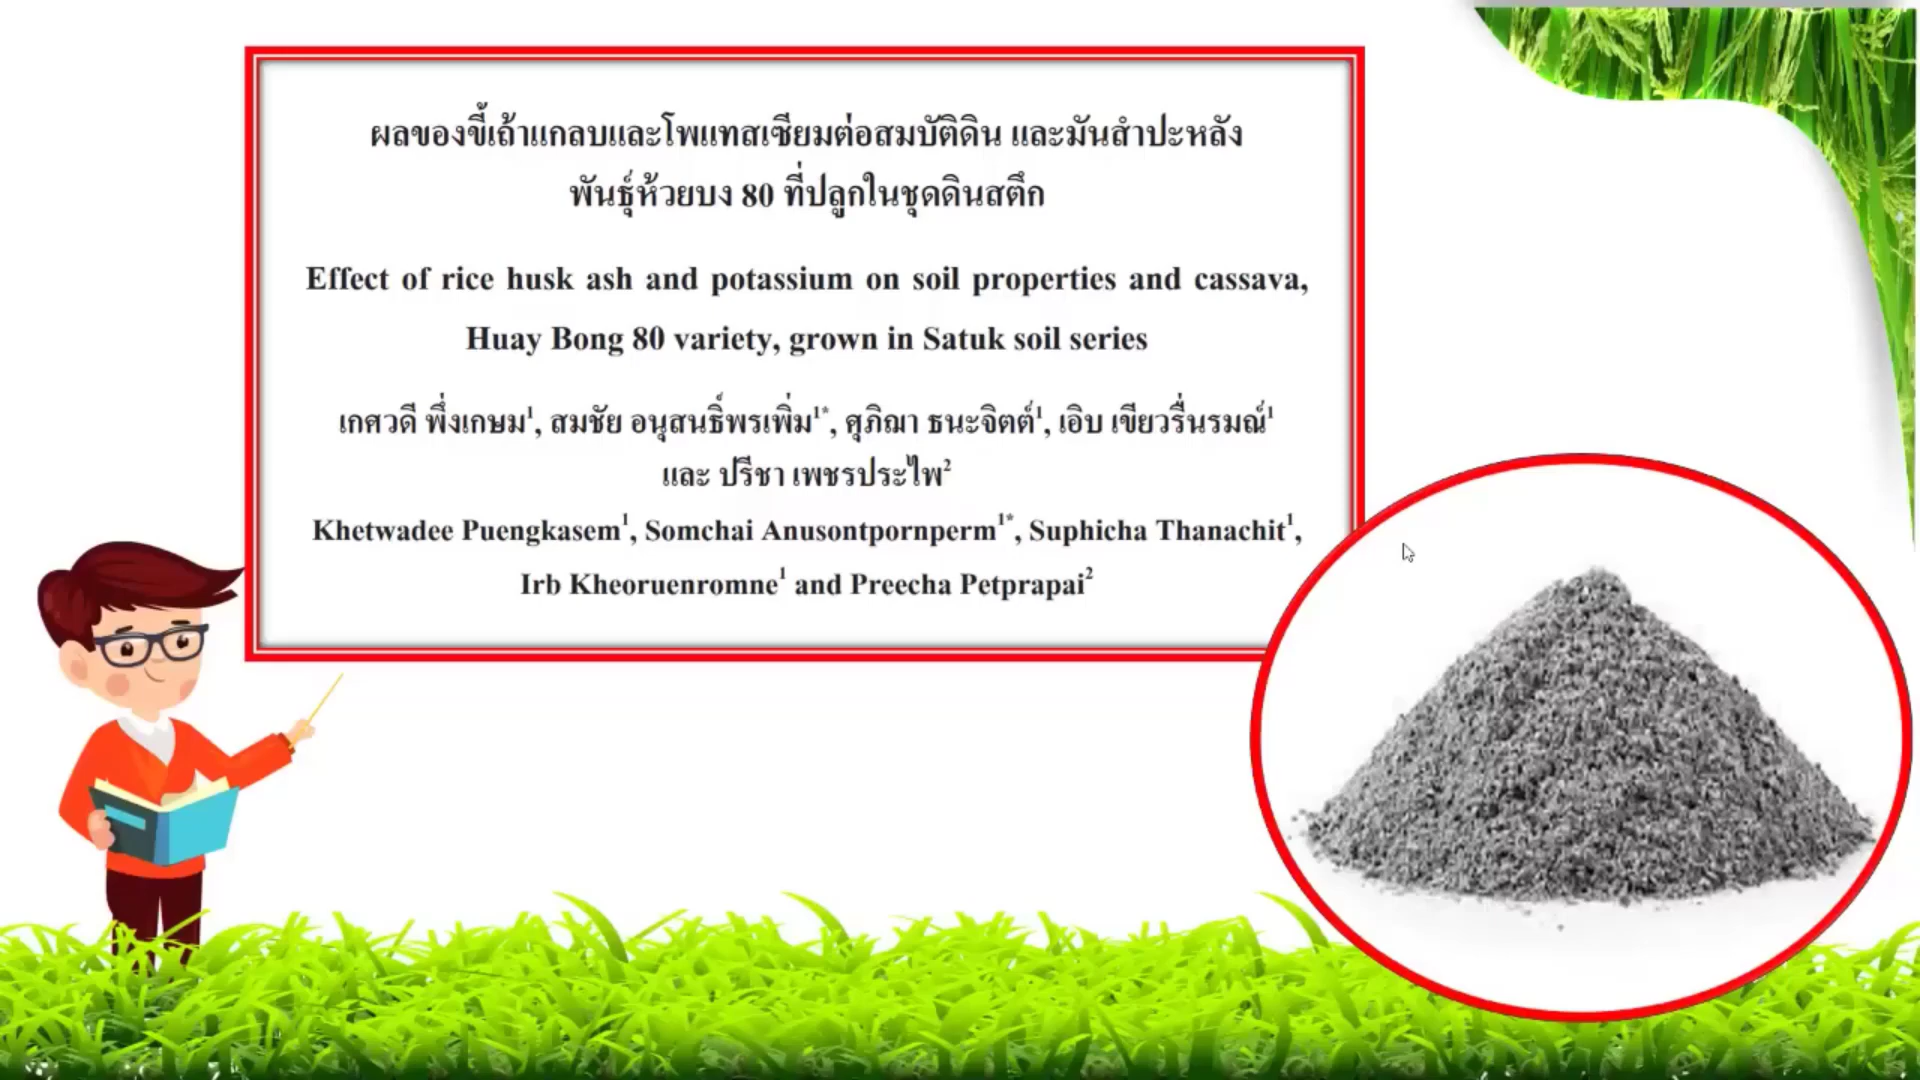 ผลของขี้เถ้าแกลบและโพแทสเซียมต่อสมบัติดิน และมันสำปะหลัง
พันธุ์ห้วยบง 80 ที่ปลูกในชุดดินสตึก
Effect of rice husk ash and potassium on soil properties and cassava,
Huay Bong 80 variety, grown in Satuk soil series
เกศวดี พึ่งเกษม¹, สมชัย อนุสนธิ์พรเพิ่ม¹*, ศุภิฌา ธนะจิตต์¹, เอิบ เขียวรื่นรมณ์¹
และ ปรีชา เพชรประไพ²
Khetwadee Puengkasem¹, Somchai Anusontpornperm¹*, Suphicha Thanachit¹,
Irb Kheoruenromne¹ and Preecha Petprapai²